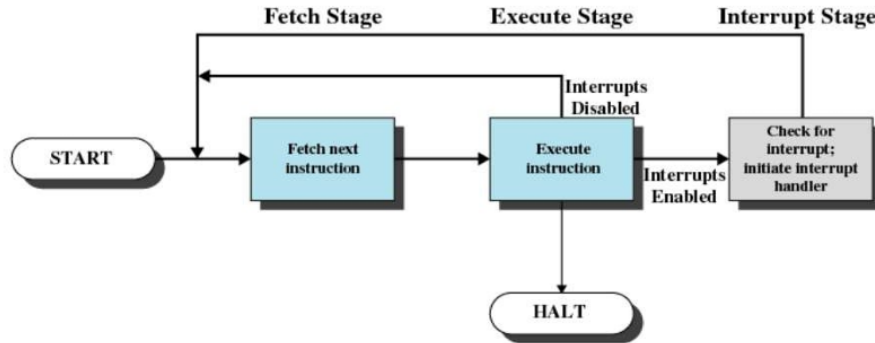 Fetch Stage
Execute Stage
Interrupt Stage
Interrupts
Disabled
START
Fetch next
instruction
Execute
instruction
Interrupts
Enabled
Check for
interrupt;
initiate interrupt
handler
HALT